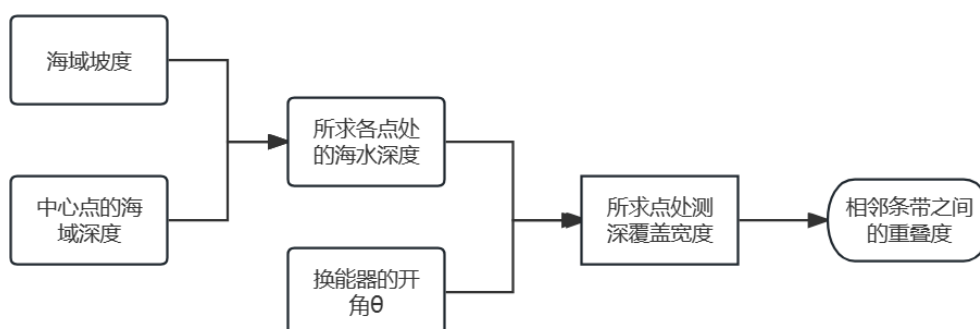 海域坡度
中心点的海
域深度
所求各点处
的海水深度
换能器的开
角θ
所求点处测
深覆盖宽度
相邻条带之间
的重叠度